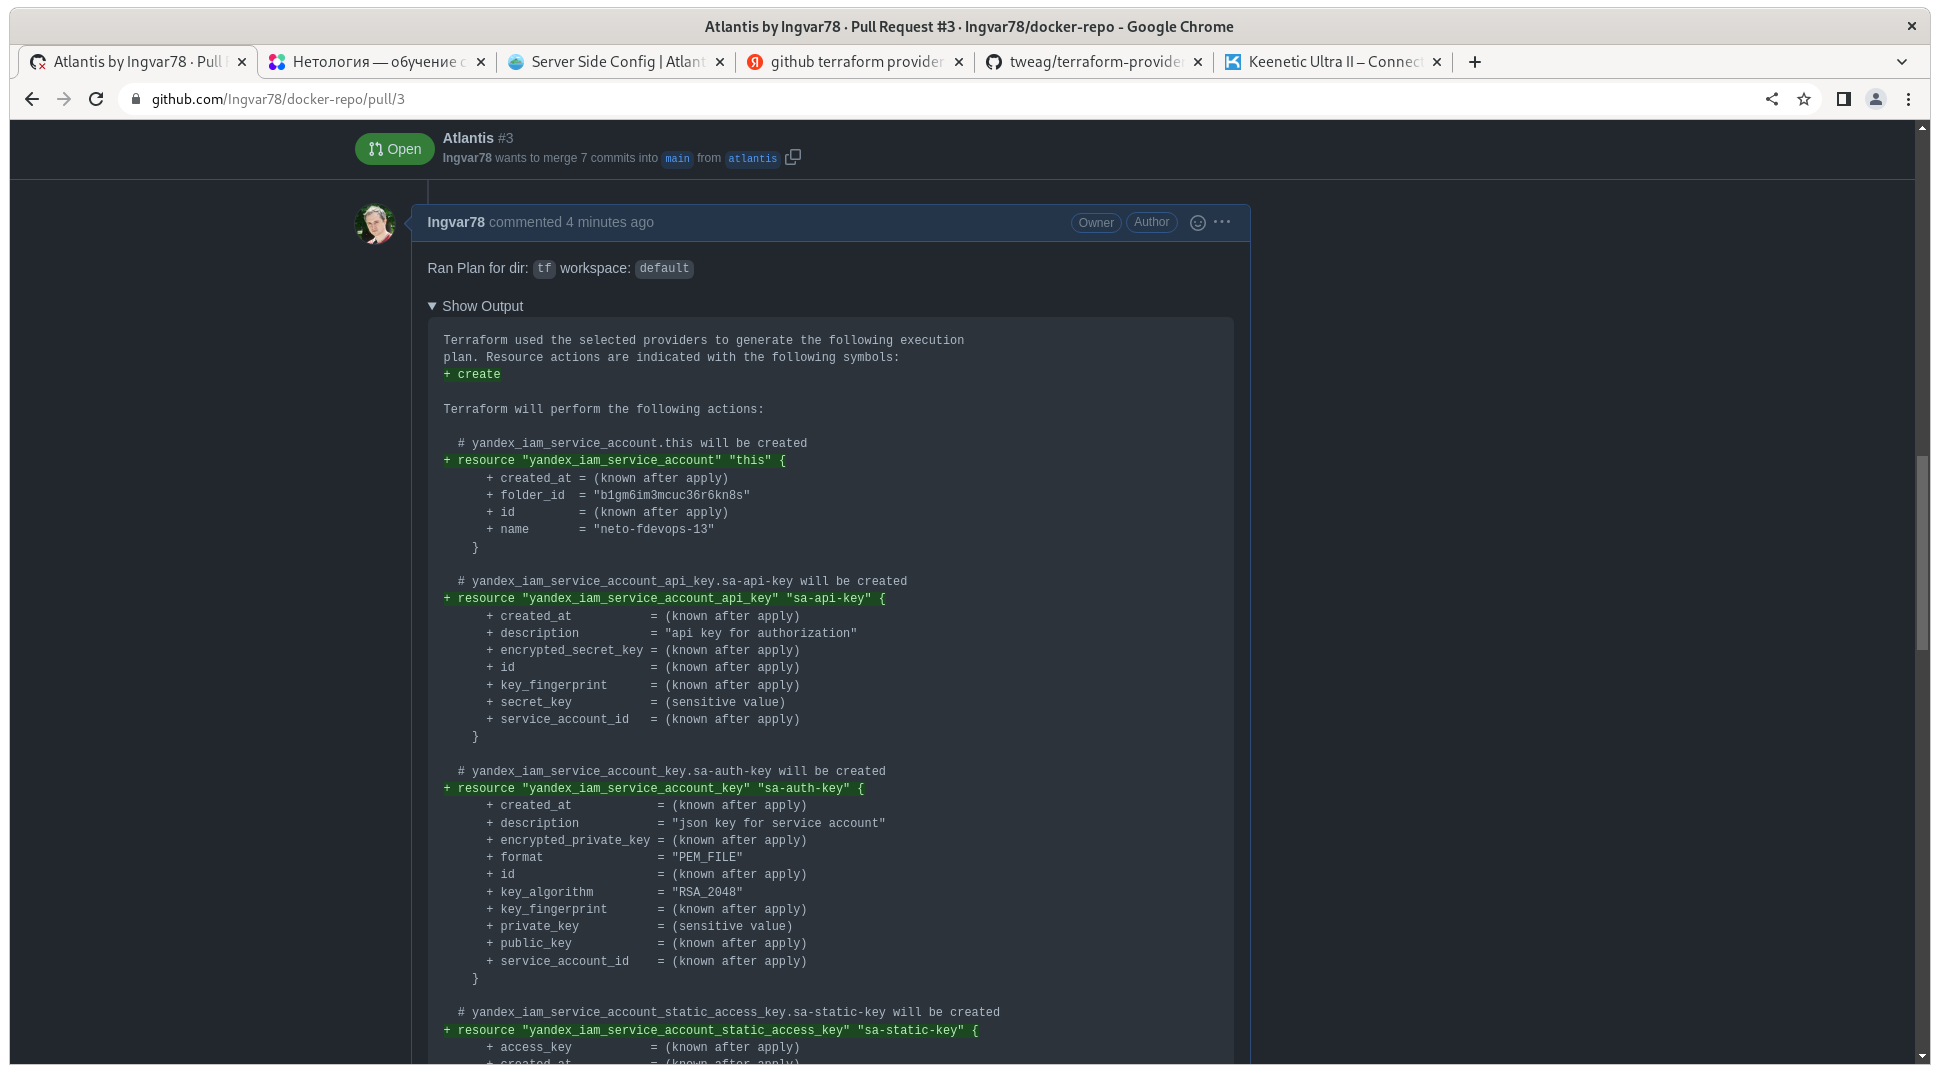 Atlantis by Ingvar78 · Pull Request #3 · Ingvar78/docker-repo - Google Chrome
Atlantis by Ingvar78 · Pull
Нетология — обучение
Server Side Config | Atlant
github terraform provider
tweag/terraform-provide
Keenetic Ultra II – Connect
github.com/Ingvar78/docker-repo/pull/3
Open
Atlantis #3
Ingvar78 wants to merge 7 commits into main from atlantis
Ingvar78 commented 4 minutes ago
Owner
Author
Ran Plan for dir: tf workspace: default
▼ Show Output
Terraform used the selected providers to generate the following execution
plan. Resource actions are indicated with the following symbols:
+ create
Terraform will perform the following actions:
# yandex_iam_service_account.this will be created
+ resource "yandex_iam_service_account" "this" {
+ created_at = (known after apply)
+ folder_id  = "b1gm6im3mcuc36r6kn8s"
+ id         = (known after apply)
+ name       = "neto-fdevops-13"
}
# yandex_iam_service_account_api_key.sa-api-key will be created
+ resource "yandex_iam_service_account_api_key" "sa-api-key" {
+ created_at           = (known after apply)
+ description          = "api key for authorization"
+ encrypted_secret_key = (known after apply)
+ id                   = (known after apply)
+ key_fingerprint      = (known after apply)
+ secret_key           = (sensitive value)
+ service_account_id   = (known after apply)
}
# yandex_iam_service_account_key.sa-auth-key will be created
+ resource "yandex_iam_service_account_key" "sa-auth-key" {
+ created_at            = (known after apply)
+ description           = "json key for service account"
+ encrypted_private_key = (known after apply)
+ format                = "PEM_FILE"
+ id                    = (known after apply)
+ key_algorithm         = "RSA_2048"
+ key_fingerprint       = (known after apply)
+ private_key           = (sensitive value)
+ public_key            = (known after apply)
+ service_account_id    = (known after apply)
}
# yandex_iam_service_account_static_access_key.sa-static-key will be created
+ resource "yandex_iam_service_account_static_access_key" "sa-static-key" {
+ access_key           = (known after apply)
+ created_at           = (known after apply)